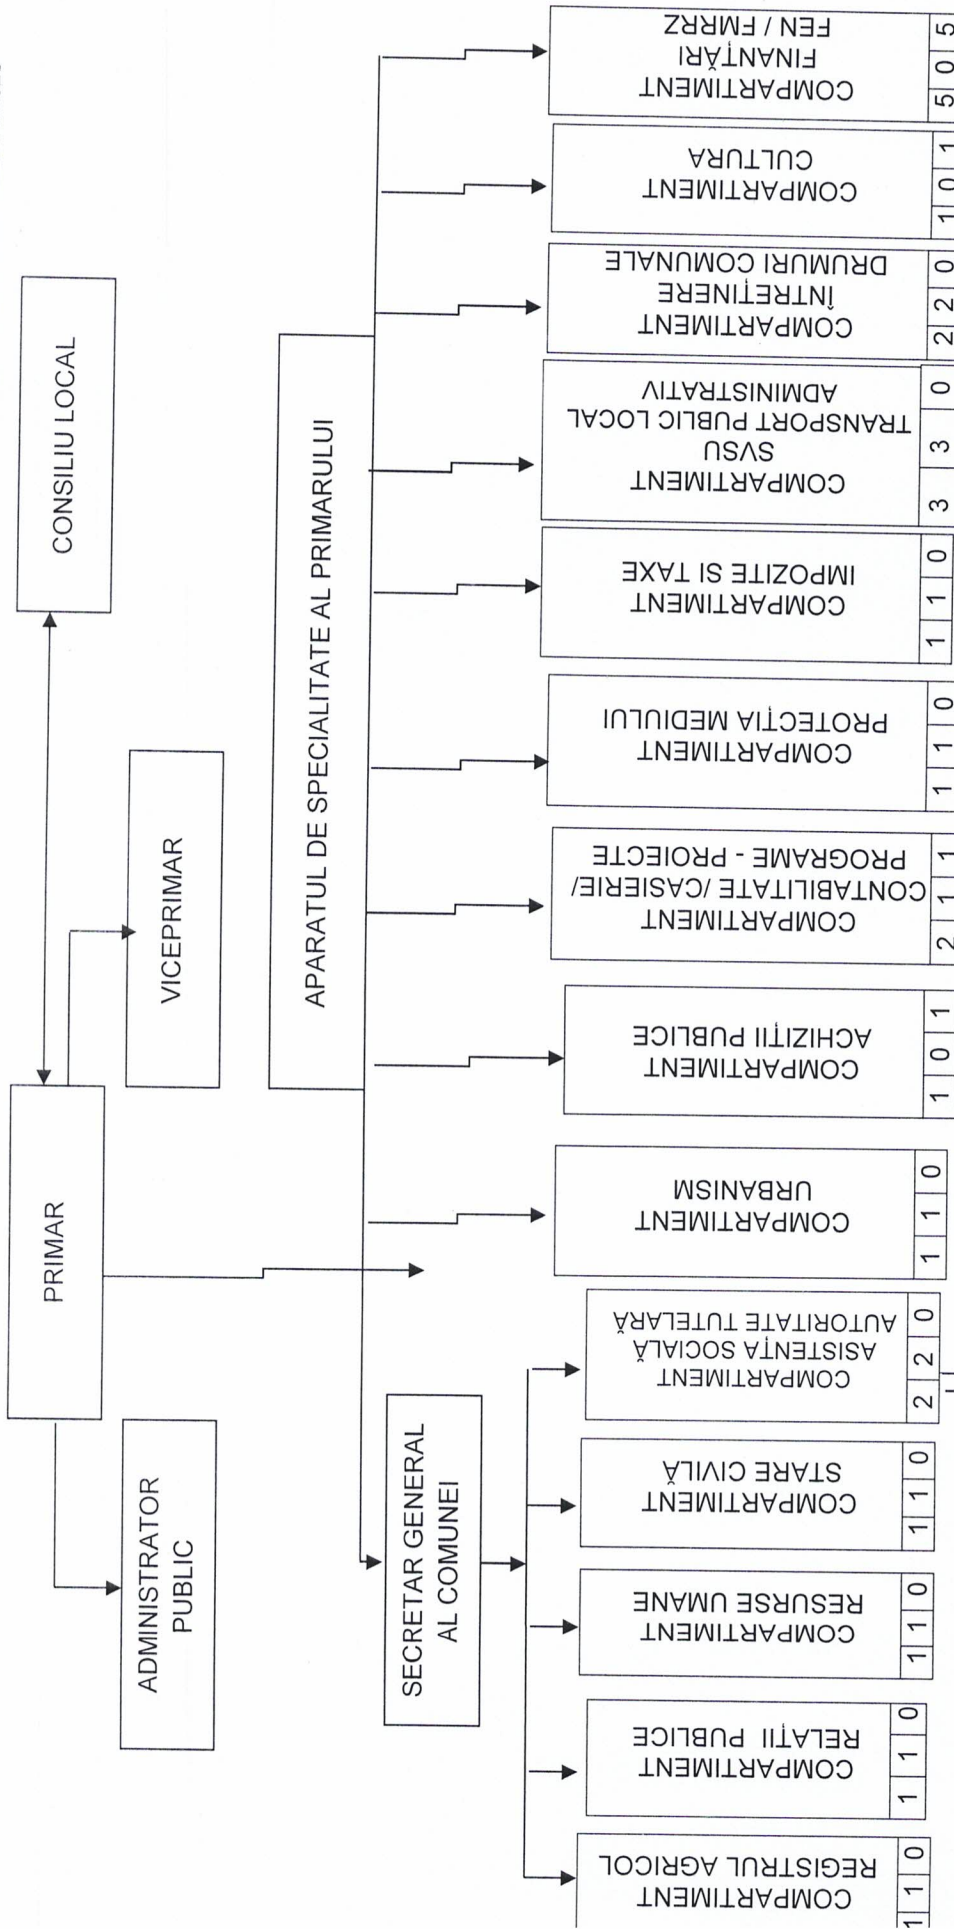 CONSILIU LOCAL
PRIMAR
VICEPRIMAR
ADMINISTRATOR
PUBLIC
APARATUL DE SPECIALITATE AL PRIMARULUI
SECRETAR GENERAL
AL COMUNEI
COMPARTIMENT
REGISTRUL AGRICOL
1 1 0
COMPARTIMENT
RELAȚII PUBLICE
1 1 0
COMPARTIMENT
RESURSE UMANE
1 1 0
COMPARTIMENT
STARE CIVILĂ
1 1 0
COMPARTIMENT
ASISTENȚA SOCIALĂ
AUTORITATE TUTELARĂ
2 2 0
COMPARTIMENT
URBANISM
1 1 0
COMPARTIMENT
ACHIZIȚII PUBLICE
1 0 1
COMPARTIMENT
CONTABILITATE /CASIERIE/
PROGRAME - PROIECTE
2 1 1
COMPARTIMENT
PROTECȚIA MEDIULUI
1 1 0
COMPARTIMENT
IMPOZITE SI TAXE
1 1 0
COMPARTIMENT
SVSU
TRANSPORT PUBLIC LOCAL
ADMINISTRATIV
3 3 0
COMPARTIMENT
ÎNTREȚINERE
DRUMURI COMUNALE
2 2 0
COMPARTIMENT
CULTURA
1 0 1
COMPARTIMENT
FINANȚĂRI
FEN / FMRRZ
5 0 5